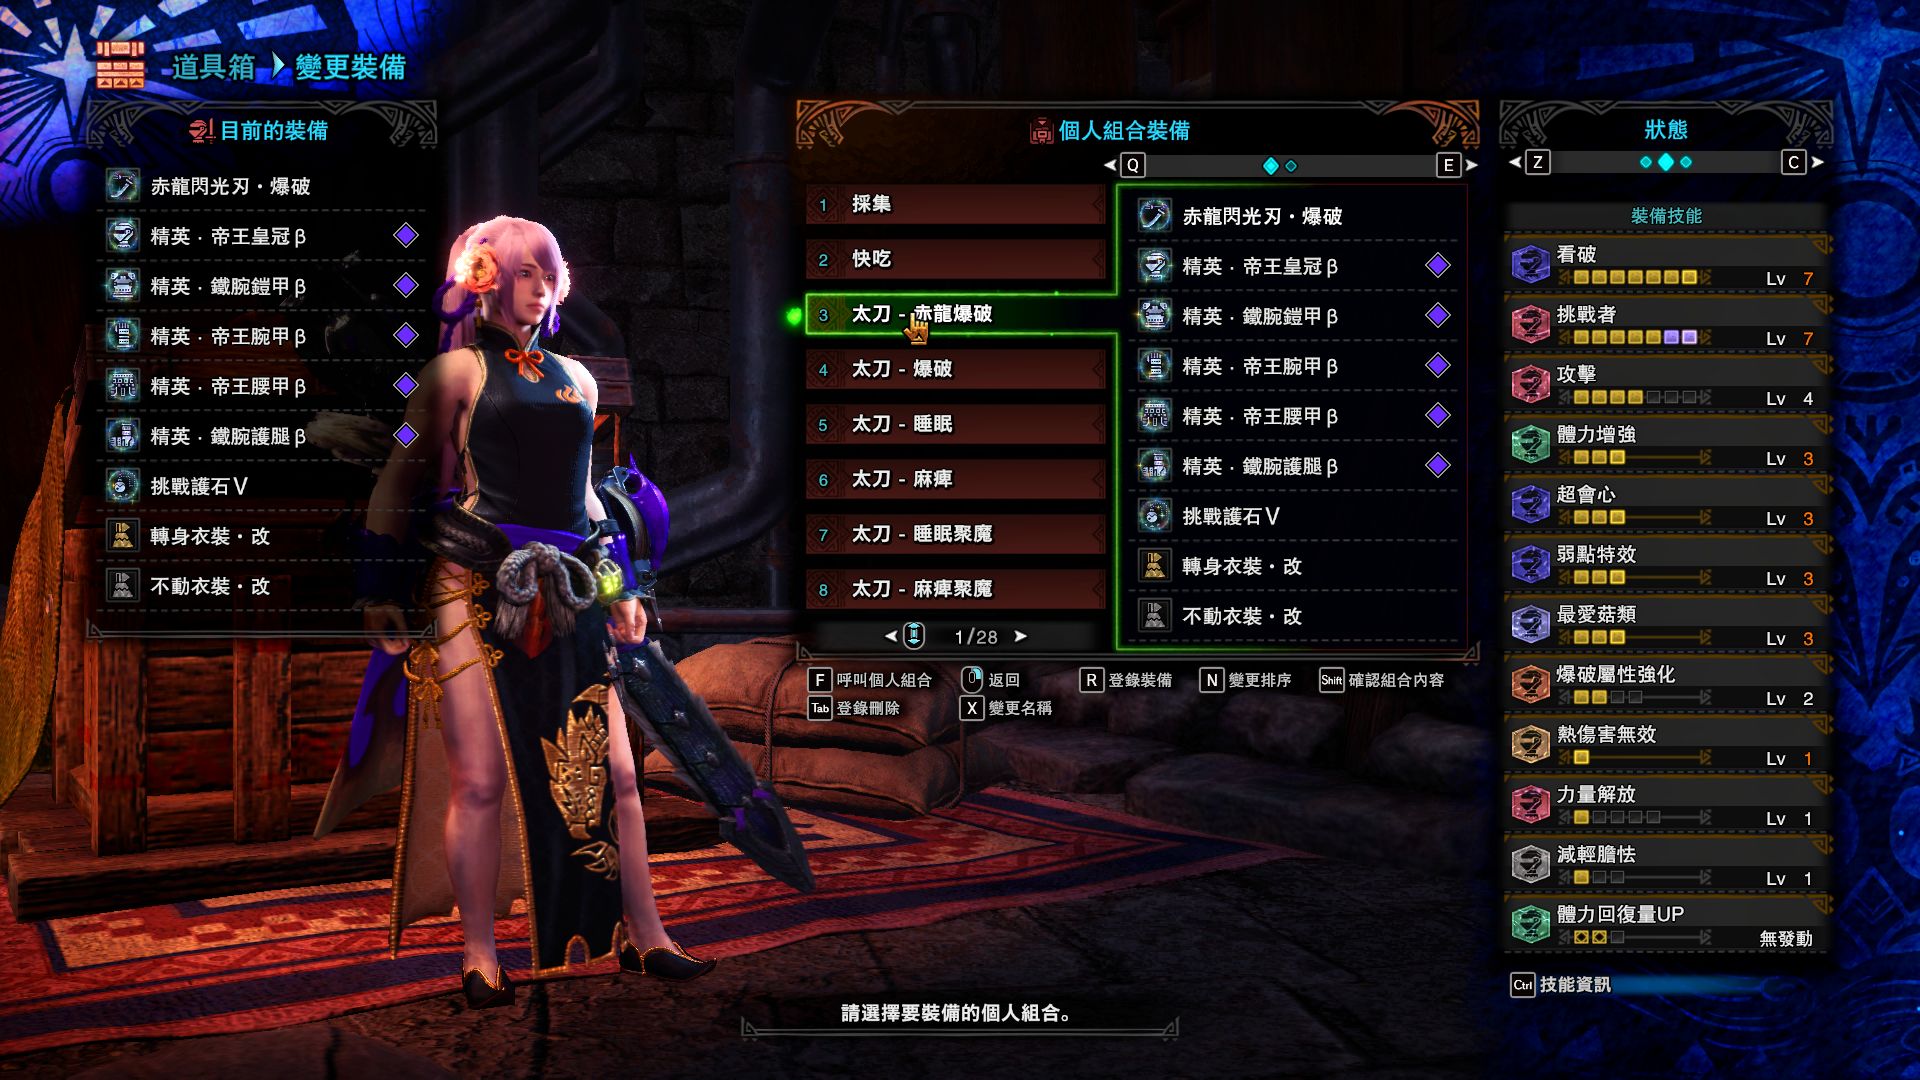 道具箱 變更裝備
目前的裝備
赤龍閃光刃・爆破
精英．帝王皇冠β
精英．鐵腕鎧甲β
精英．帝王腕甲β
精英．帝王腰甲β
精英．鐵腕護腿β
挑戰護石Ⅴ
轉身衣裝・改
不動衣裝・改
個人組合裝備
Q E
1 採集
2 快吃
3 太刀 - 赤龍爆破
4 太刀 - 爆破
5 太刀 - 睡眠
6 太刀 - 麻痺
7 太刀 - 睡眠聚魔
8 太刀 - 麻痺聚魔
1/28
赤龍閃光刃・爆破
精英．帝王皇冠β
精英．鐵腕鎧甲β
精英．帝王腕甲β
精英．帝王腰甲β
精英．鐵腕護腿β
挑戰護石Ⅴ
轉身衣裝・改
不動衣裝・改
F 呼叫個人組合 返回 R 登錄裝備 N 變更排序 Shift 確認組合內容
Tab 登錄刪除 X 變更名稱
狀態
Z C
裝備技能
看破
Lv 7
挑戰者
Lv 7
攻擊
Lv 4
體力增強
Lv 3
超會心
Lv 3
弱點特效
Lv 3
最愛菇類
Lv 3
爆破屬性強化
Lv 2
熱傷害無效
Lv 1
力量解放
Lv 1
減輕膽怯
Lv 1
體力回復量UP
無發動
Ctrl 技能資訊
請選擇要裝備的個人組合。